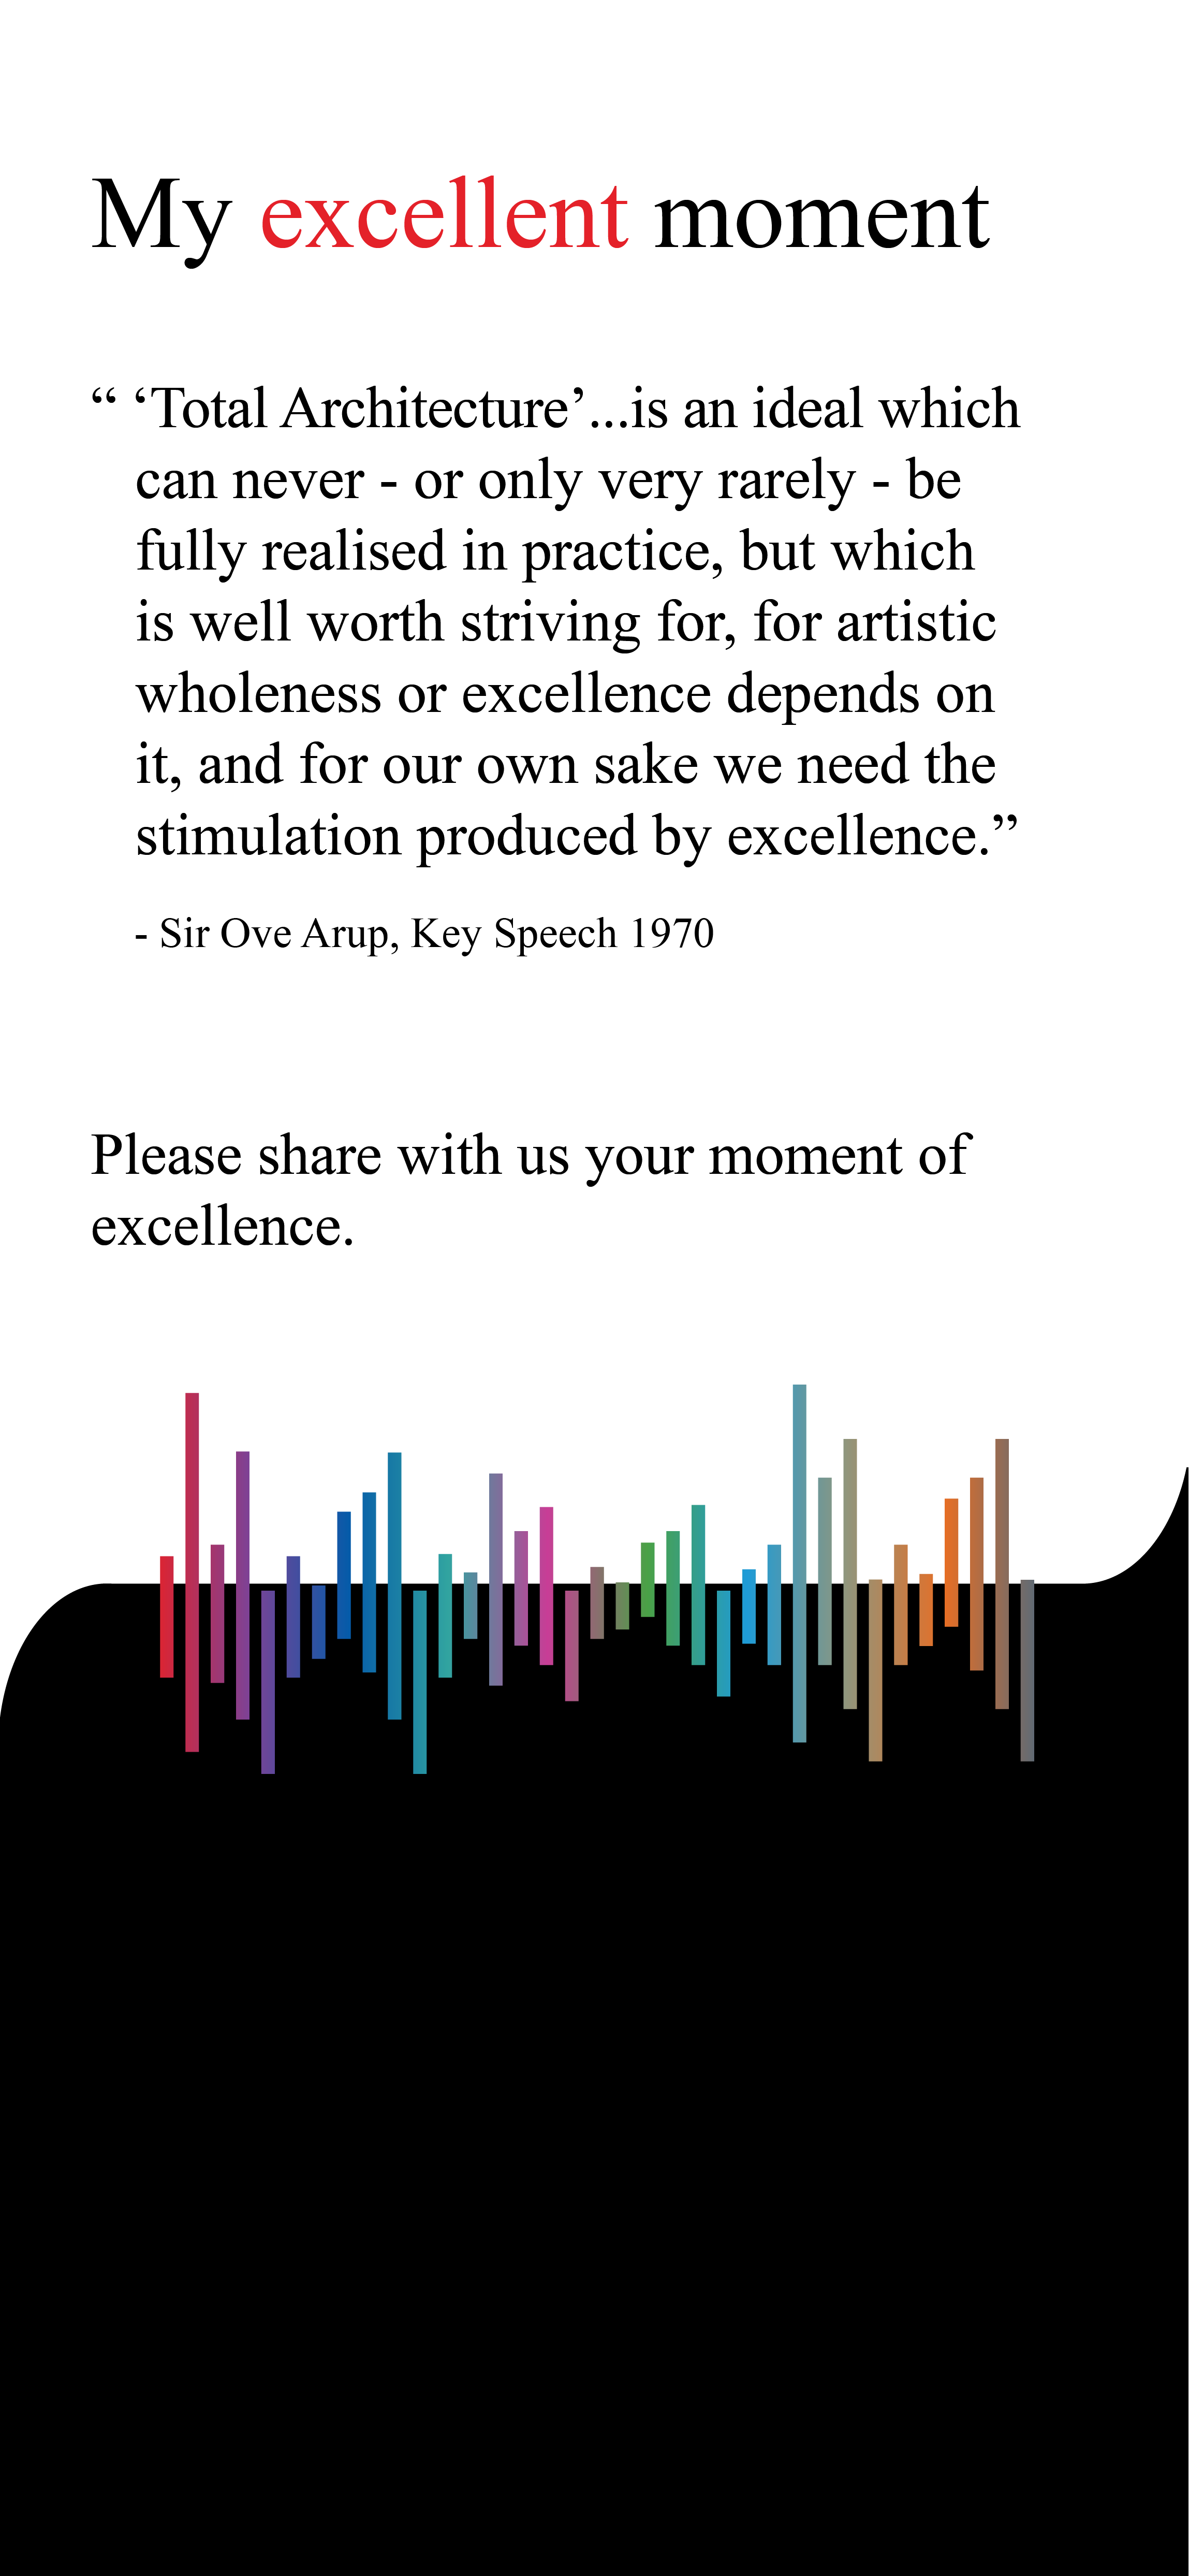 My excellent moment
“ ‘Total Architecture’...is an ideal which
can never - or only very rarely - be
fully realised in practice, but which
is well worth striving for, for artistic
wholeness or excellence depends on
it, and for our own sake we need the
stimulation produced by excellence.”
- Sir Ove Arup, Key Speech 1970
Please share with us your moment of
excellence.